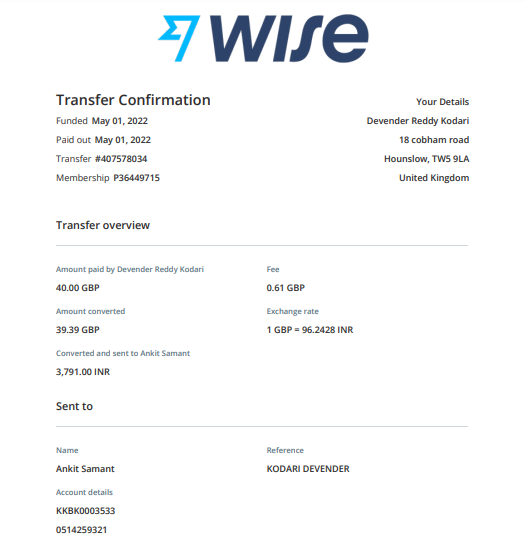 wise
Transfer Confirmation
Funded May 01, 2022
Paid out May 01, 2022
Transfer #407578034
Membership P36449715
Your Details
Devender Reddy Kodari
18 cobham road
Hounslow, TW5 9LA
United Kingdom
Transfer overview
Amount paid by Devender Reddy Kodari
40.00 GBP
Fee
0.61 GBP
Amount converted
39.39 GBP
Exchange rate
1 GBP = 96.2428 INR
Converted and sent to Ankit Samant
3,791.00 INR
Sent to
Name
Ankit Samant
Reference
KODARI DEVENDER
Account details
KKBK0003533
0514259321